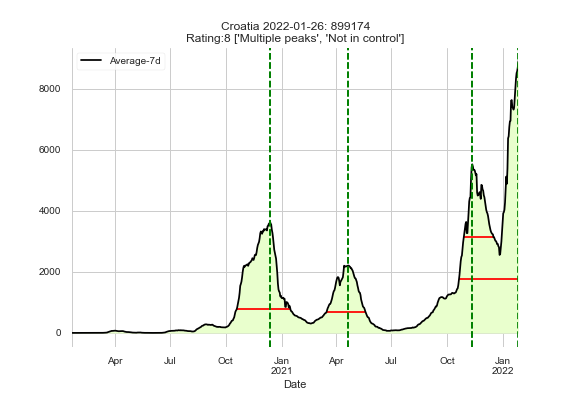 Croatia 2022-01-26: 899174
Rating:8 ['Multiple peaks', 'Not in control']
Average-7d
8000
6000
4000
2000
0
Apr
Jul
Oct
Jan
2021
Apr
Jul
Oct
Jan
2022
Date